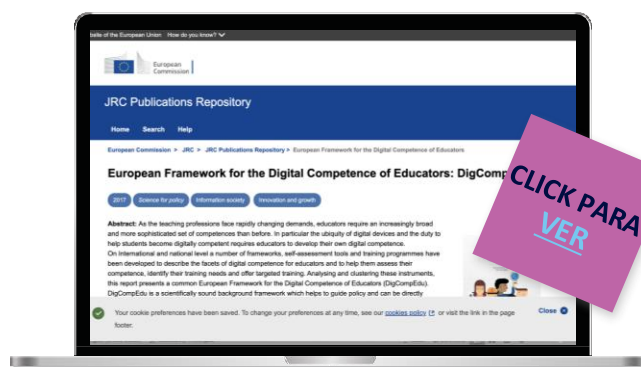 bsite of the European Union How do you know?
European
Commission
JRC Publications Repository
Home Search Help
European Commission > JRC > JRC Publications Repository > European Framework for the Digital Competence of Educators
European Framework for the Digital Competence of Educators: DigComp
2017 Science for policy Information society Innovation and growth
Abstract: As the teaching professions face rapidly changing demands, educators require an increasingly broad
and more sophisticated set of competences than before. In particular the ubiquity of digital devices and the duty to
help students become digitally competent requires educators to develop their own digital competence.
On International and national level a number of frameworks, self-assessment tools and training programmes have
been developed to describe the facets of digital competence for educators and to help them assess their
competence, identify their training needs and offer targeted training. Analysing and clustering these instruments,
this report presents a common European Framework for the Digital Competence of Educators (DigCompEdu).
DigCompEdu is a scientifically sound background framework which helps to guide policy and can be directly
Your cookie preferences have been saved. To change your preferences at any time, see our cookies policy or visit the link in the page
footer.
Close
CLICK PARA
VER